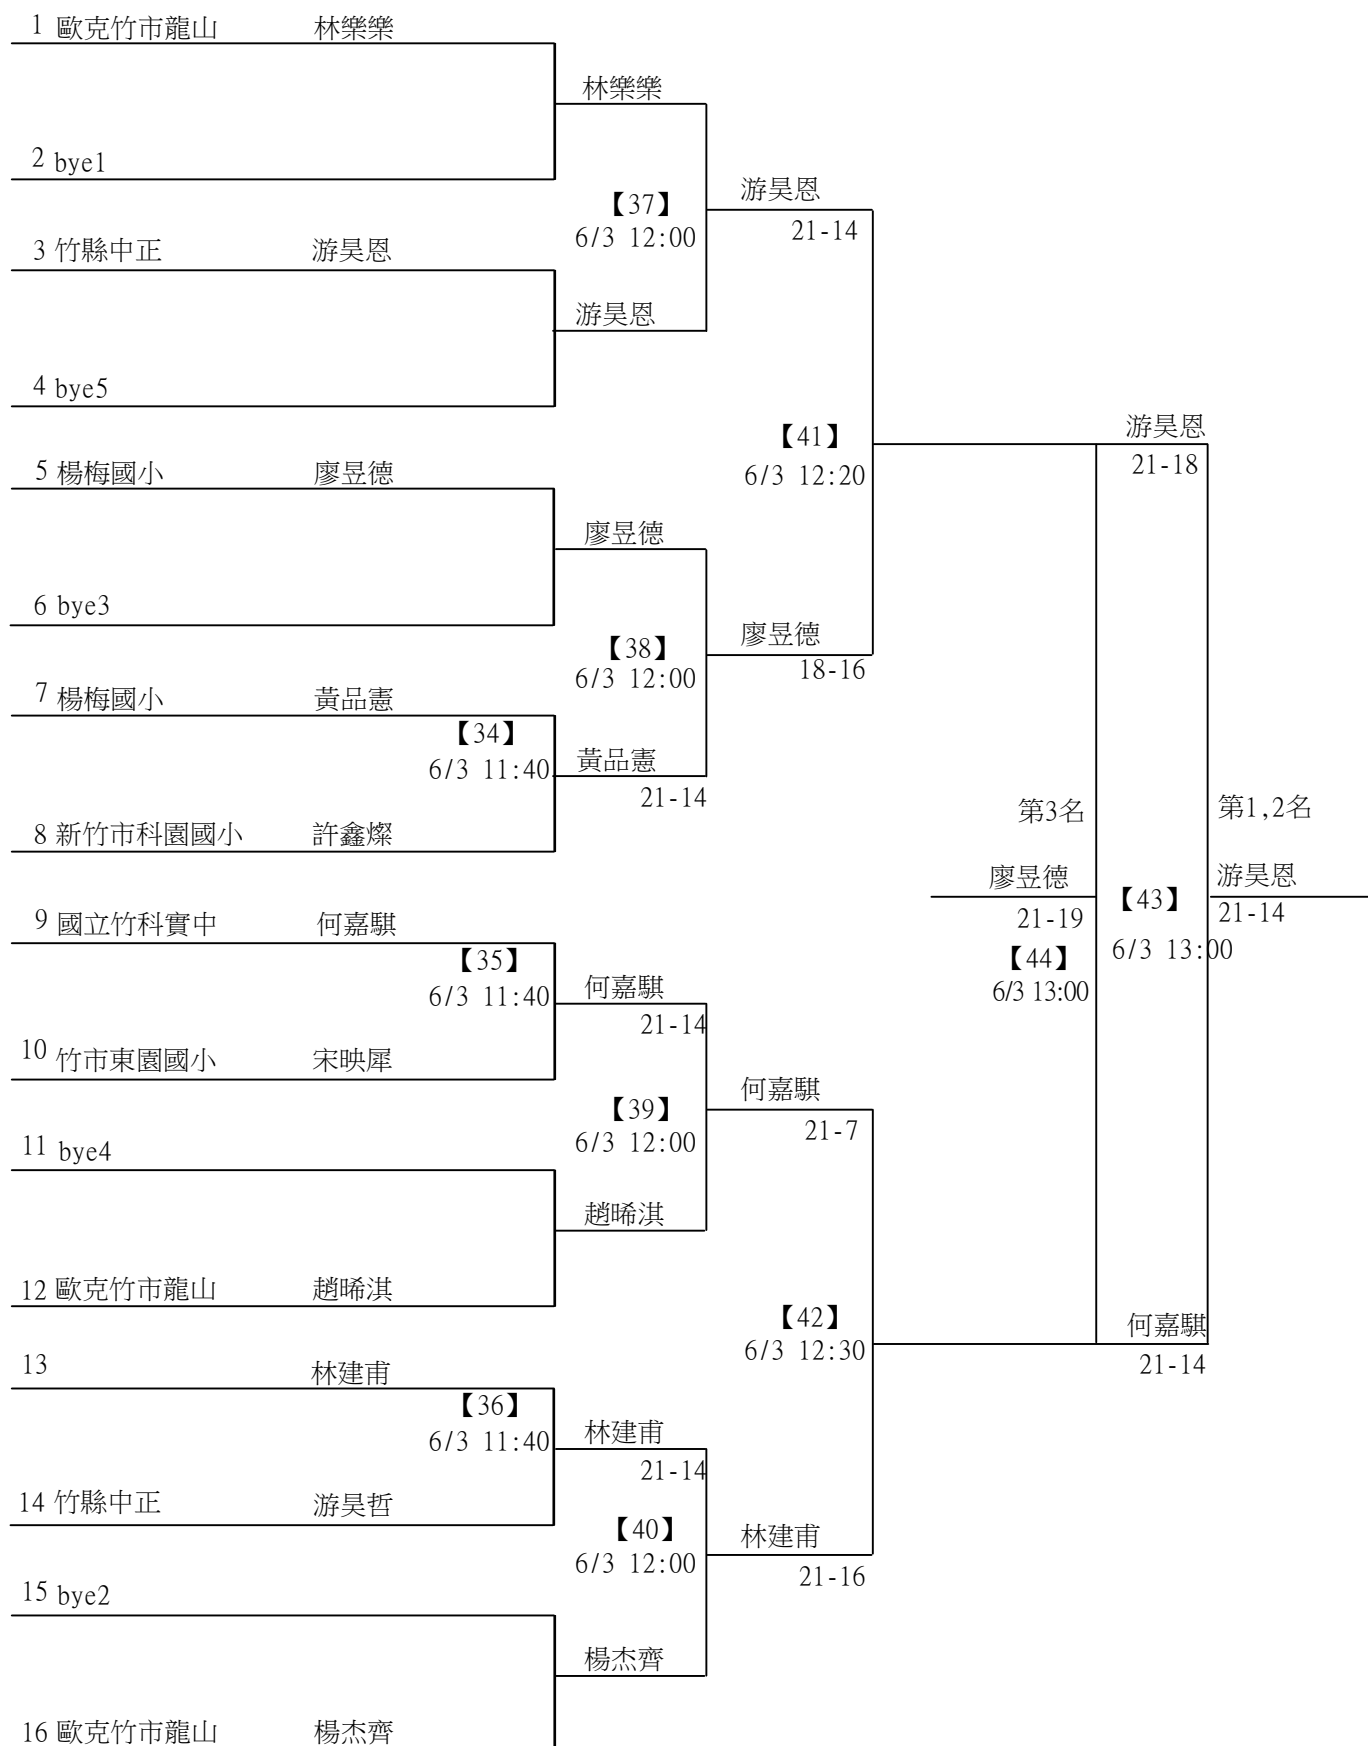 1 歐克竹市龍山 林樂樂
林樂樂
2 bye1
【37】
6/3 12:00
游昊恩
21-14
3 竹縣中正 游昊恩
游昊恩
4 bye5
【41】
6/3 12:20
游昊恩
21-18
5 楊梅國小 廖昱德
廖昱德
6 bye3
【38】
6/3 12:00
廖昱德
18-16
7 楊梅國小 黃品憲
【34】
6/3 11:40
黃品憲
21-14
8 新竹市科園國小 許鑫燦
第3名
第1,2名
廖昱德
21-19
【44】
6/3 13:00
【43】
6/3 13:00
游昊恩
21-14
9 國立竹科實中 何嘉騏
【35】
6/3 11:40
何嘉騏
21-14
10 竹市東園國小 宋映犀
【39】
6/3 12:00
何嘉騏
21-7
11 bye4
趙晞淇
12 歐克竹市龍山 趙晞淇
【42】
6/3 12:30
何嘉騏
21-14
13 林建甫
【36】
6/3 11:40
林建甫
21-14
14 竹縣中正 游昊哲
【40】
6/3 12:00
林建甫
21-16
15 bye2
楊杰齊
16 歐克竹市龍山 楊杰齊